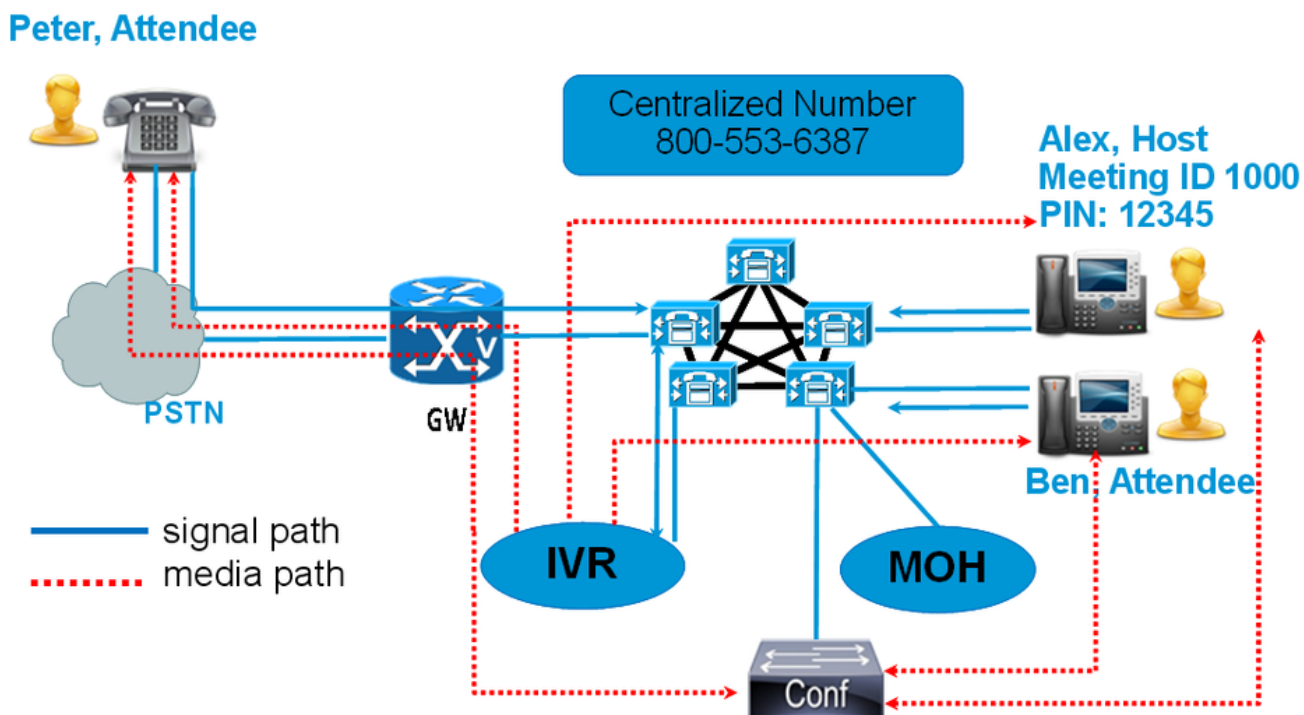 Peter, Attendee
Centralized Number
800-553-6387
Alex, Host
Meeting ID 1000
PIN: 12345
V
PSTN
GW
Ben, Attendee
signal path
media path
IVR
MOH
Conf